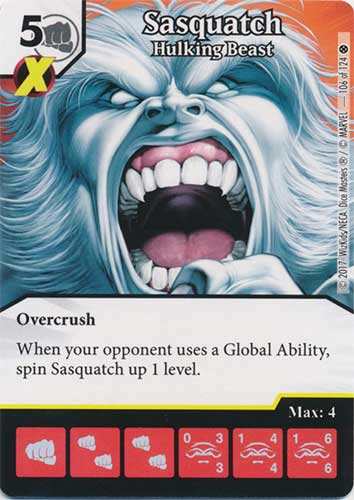 5
X
Sasquatch
Hulking Beast
© 2017 WizKids/NECA. Dice Masters ® / © MARVEL — 106 of 124
Overcrush
When your opponent uses a Global Ability,
spin Sasquatch up 1 level.
Max: 4
0 3 3
1 4 4
1 6 6